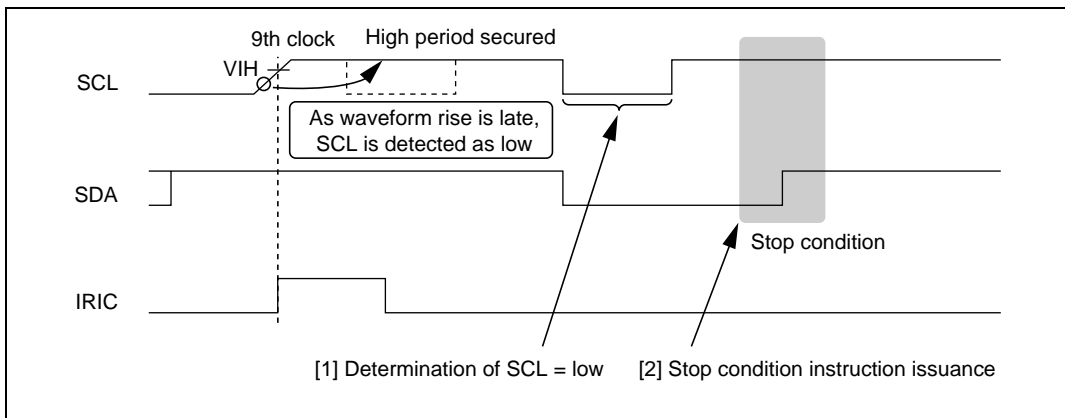 9th clock
High period secured
VIH
SCL
As waveform rise is late,
SCL is detected as low
SDA
Stop condition
IRIC
[1] Determination of SCL = low
[2] Stop condition instruction issuance